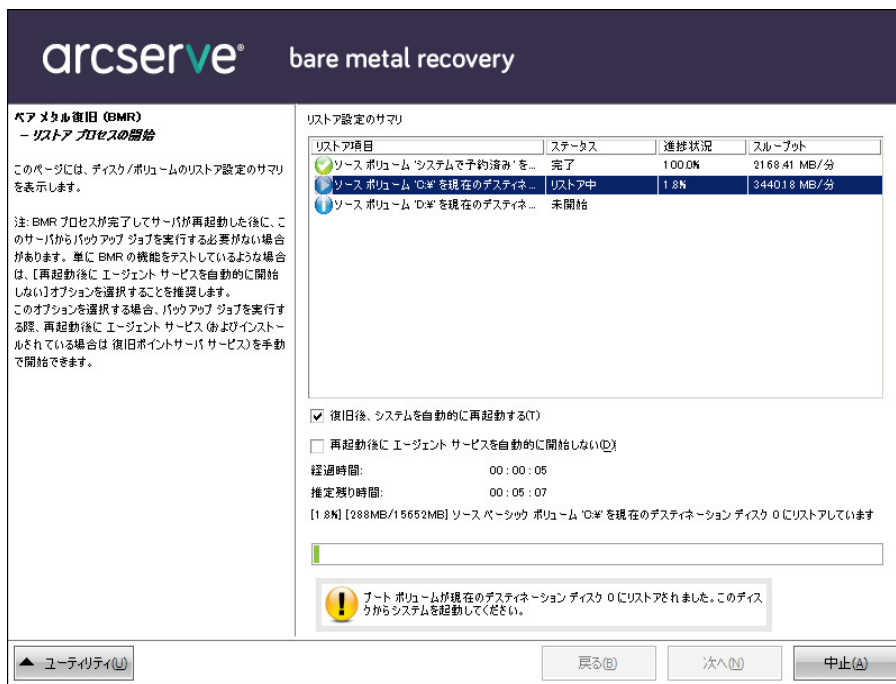 arcserve® bare metal recovery
ベア メタル復旧 (BMR)
– リストア プロセスの開始
このページには、ディスク/ボリュームのリストア設定のサマリ
を表示します。
注: BMR プロセスが完了してサーバが再起動した後に、こ
のサーバからバックアップ ジョブを実行する必要がない場合
があります。単に BMR の機能をテストしているような場合
は、[再起動後に エージェント サービスを自動的に開始
しない]オプションを選択することを推奨します。
このオプションを選択する場合、バックアップ ジョブを実行す
る際、再起動後に エージェント サービス (およびインストー
ルされている場合は 復旧ポイントサーバ サービス)を手動
で開始できます。
リストア設定のサマリ
リストア項目 ステータス 進捗状況 スループット
ソース ボリューム 'システムで予約済み' を... 完了 100.0% 2168.41 MB/分
ソース ボリューム 'C:¥' を現在のデスティネ... リストア中 1.8% 3440.18 MB/分
ソース ボリューム 'D:¥' を現在のデスティネ... 未開始
復旧後、システムを自動的に再起動する(T)
再起動後に エージェント サービスを自動的に開始しない(D)
経過時間: 00 : 00 : 05
推定残り時間: 00 : 05 : 07
[1.8%] [288MB/15652MB] ソース ベーシック ボリューム 'C:¥' を現在のデスティネーション ディスク 0 にリストアしています
ブート ボリュームが現在のデスティネーション ディスク 0 にリストアされました。このディス
クからシステムを起動してください。
ユーティリティ(U) 戻る(B) 次へ(N) 中止(A)